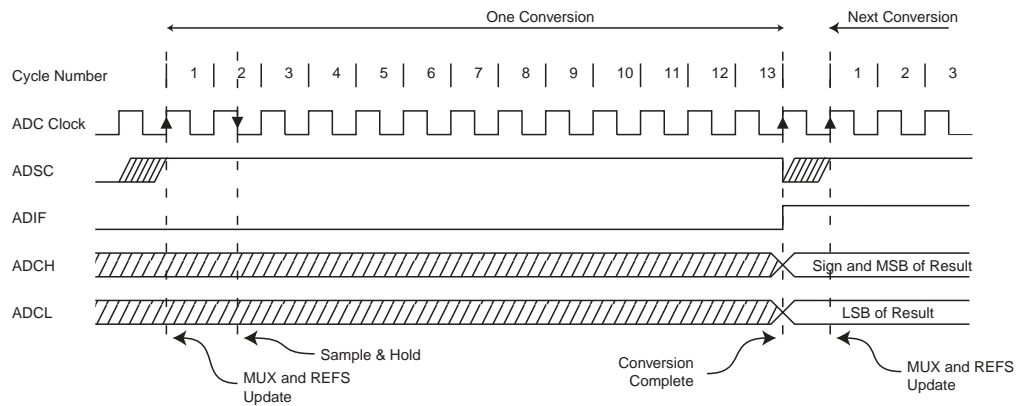 One Conversion
Next Conversion
Cycle Number
1 2 3 4 5 6 7 8 9 10 11 12 13 1 2 3
ADC Clock
ADSC
ADIF
ADCH
Sign and MSB of Result
ADCL
LSB of Result
Sample & Hold
MUX and REFS
Update
Conversion
Complete
MUX and REFS
Update